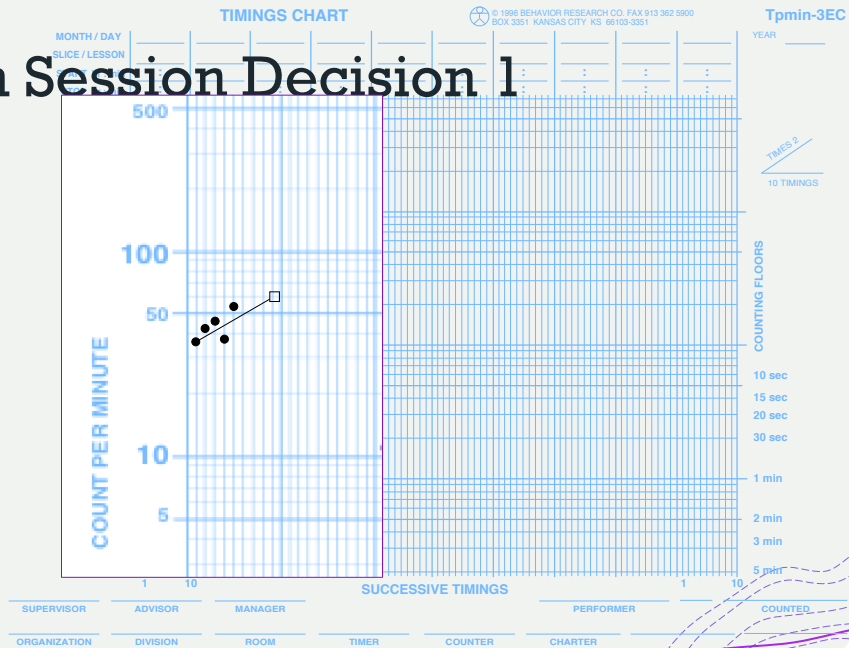 TIMINGS CHART
© 1996 BEHAVIOR RESEARCH CO. FAX 913 362 5900
BOX 3351 KANSAS CITY KS 66103-3351
Tpmin-3EC
MONTH / DAY
YEAR
SLICE / LESSON
Session Decision 1
500
100
50
10
5
COUNT PER MINUTE
TIMES 2
10 TIMINGS
COUNTING FLOORS
10 sec
15 sec
20 sec
30 sec
1 min
2 min
3 min
5 min
1
10
SUCCESSIVE TIMINGS
1
10
SUPERVISOR
ADVISOR
MANAGER
PERFORMER
COUNTED
ORGANIZATION
DIVISION
ROOM
TIMER
COUNTER
CHARTER